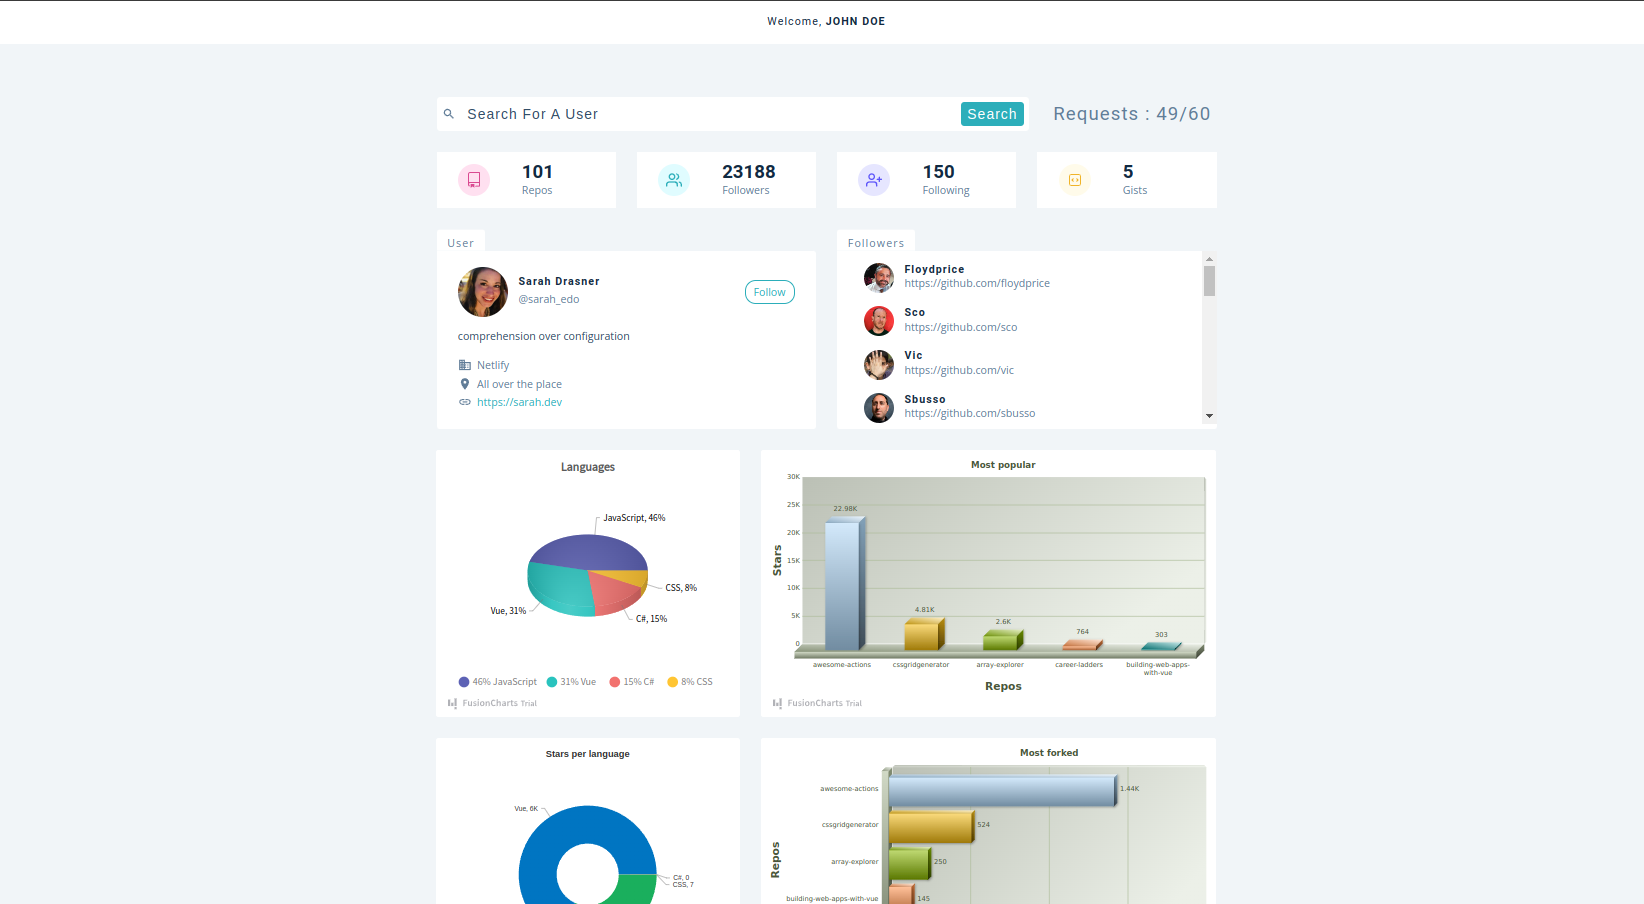 Welcome, JOHN DOE
Search For A User
Search
Requests : 49/60
101
Repos
23188
Followers
150
Following
5
Gists
User
Sarah Drasner
@sarah_edo
Follow
comprehension over configuration
Netlify
All over the place
https://sarah.dev
Followers
Floydprice
https://github.com/floydprice
Sco
https://github.com/sco
Vic
https://github.com/vic
Sbusso
https://github.com/sbusso
Languages
JavaScript, 46%
CSS, 8%
Vue, 31%
C#, 15%
46% JavaScript
31% Vue
15% C#
8% CSS
FusionCharts Trial
Most popular
Stars
30K
25K
20K
15K
10K
5K
0
22.98K
4.81K
2.6K
764
303
awesome-actions
cssgridgenerator
array-explorer
career-ladders
building-web-apps-
with-vue
Repos
FusionCharts Trial
Stars per language
Vue, 6K
C#, 0
CSS, 7
Most forked
Repos
awesome-actions
1.44K
cssgridgenerator
524
array-explorer
250
building-web-apps-with-vue
145